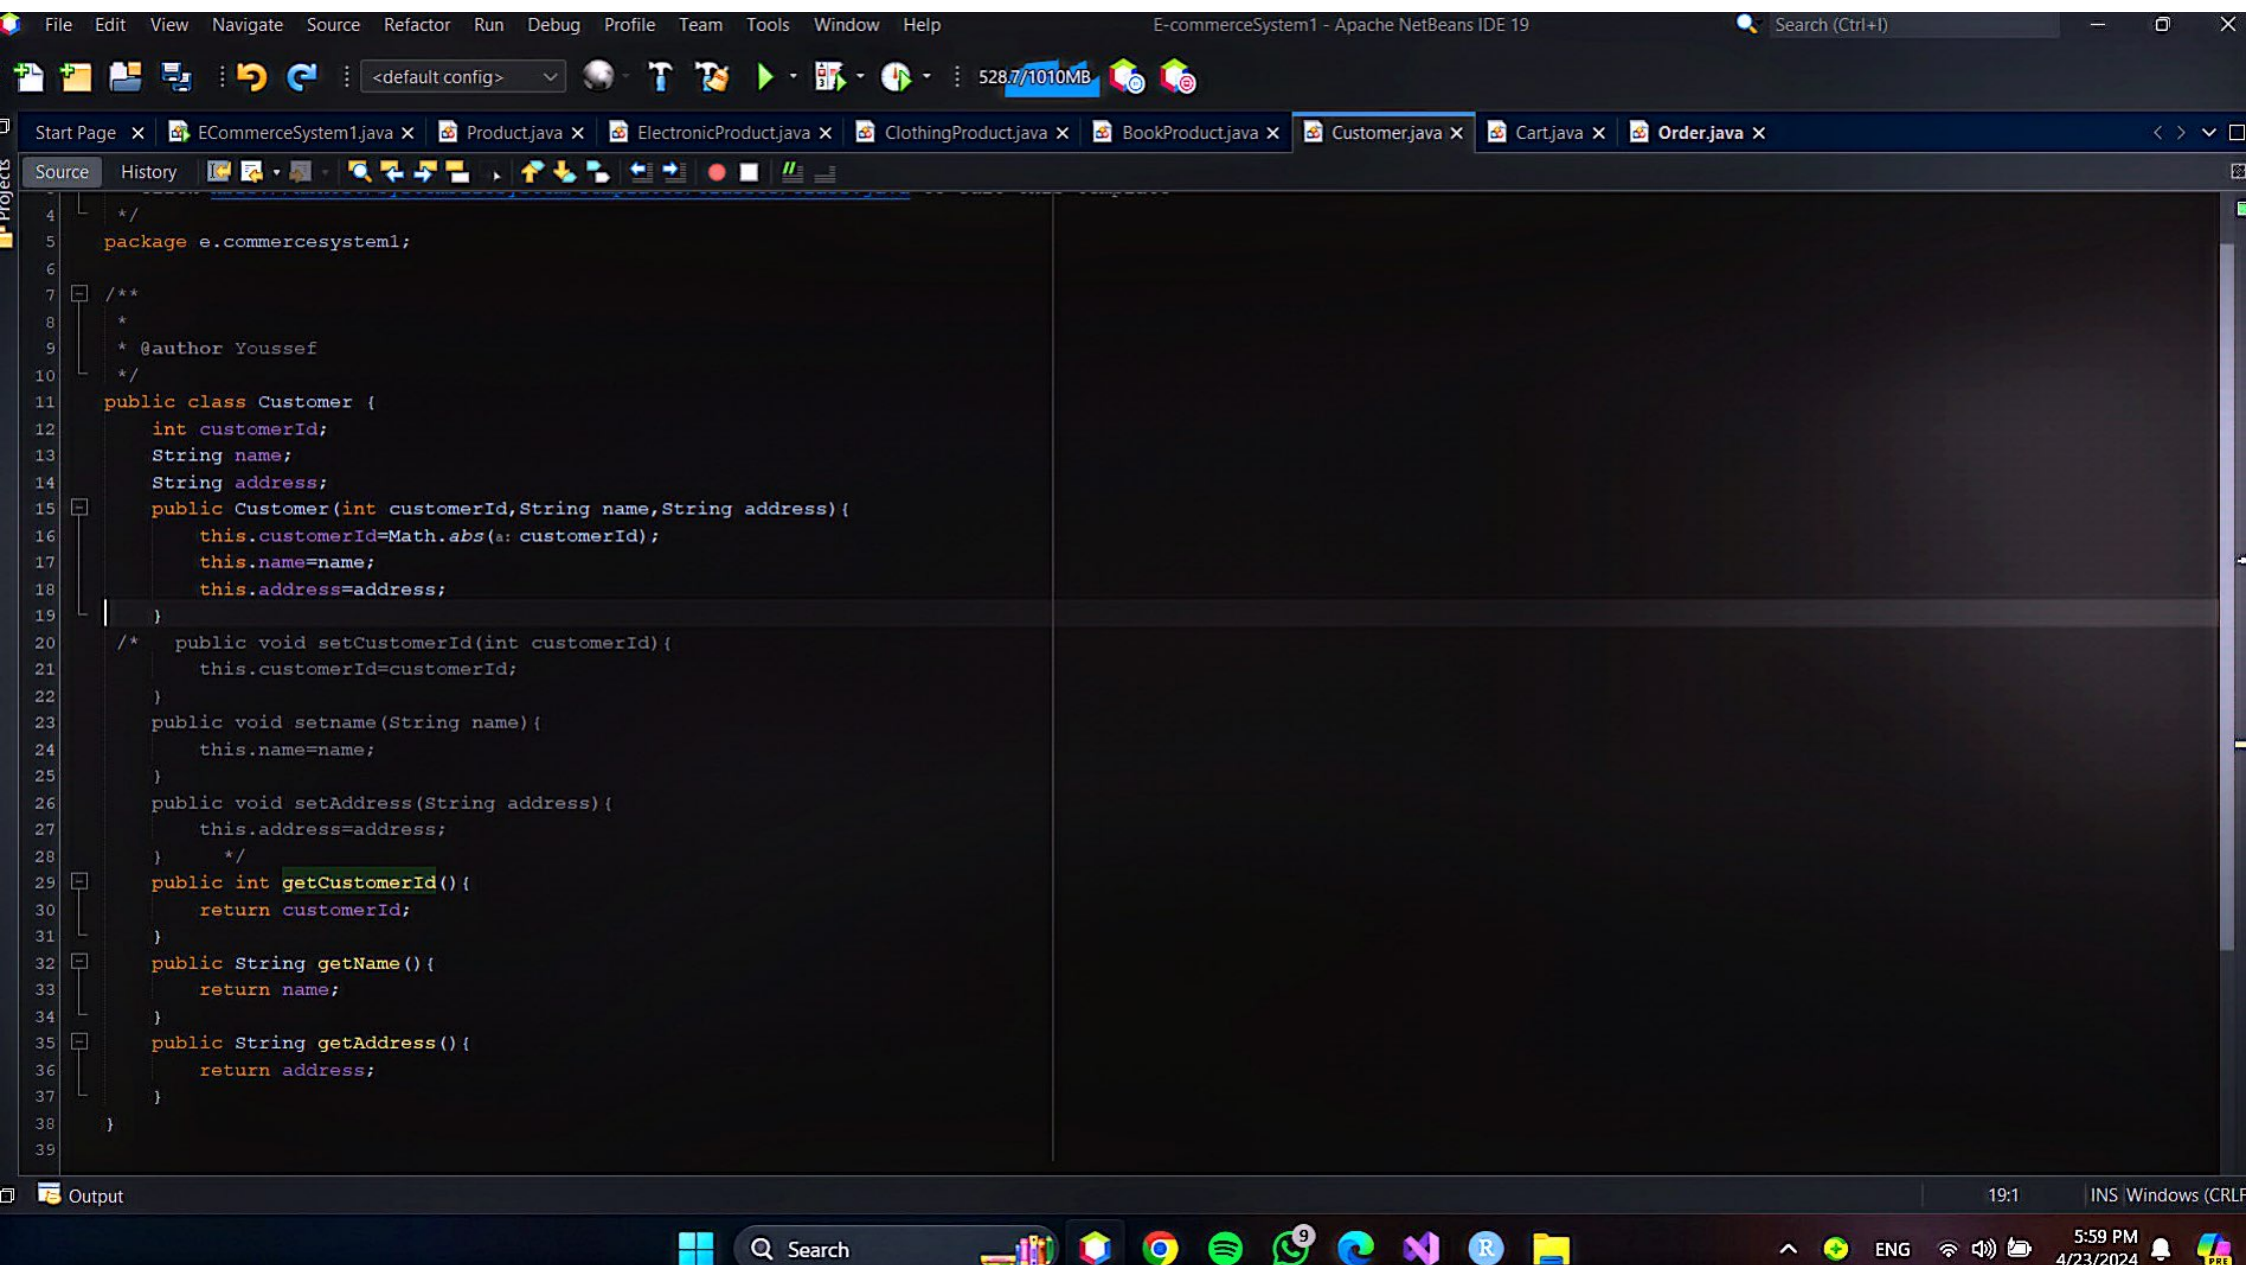 File Edit View Navigate Source Refactor Run Debug Profile Team Tools Window Help E-commerceSystem1 - Apache NetBeans IDE 19 Search (Ctrl+I)
<default config> 528.7/1010MB
Start Page ECommerceSystem1.java Product.java ElectronicProduct.java ClothingProduct.java BookProduct.java Customer.java Cart.java Order.java
Projects
Source History
4 */
5 package e.commercesystem1;
6
7 /**
8 *
9 * @author Youssef
10 */
11 public class Customer {
12 int customerId;
13 String name;
14 String address;
15 public Customer(int customerId,String name,String address){
16 this.customerId=Math.abs(a: customerId);
17 this.name=name;
18 this.address=address;
19 }
20 /* public void setCustomerId(int customerId){
21 this.customerId=customerId;
22 }
23 public void setname(String name){
24 this.name=name;
25 }
26 public void setAddress(String address){
27 this.address=address;
28 } */
29 public int getCustomerId(){
30 return customerId;
31 }
32 public String getName(){
33 return name;
34 }
35 public String getAddress(){
36 return address;
37 }
38 }
39
Output 19:1 INS Windows (CRLF
Search 9 R ENG 5:59 PM
4/23/2024 PRE